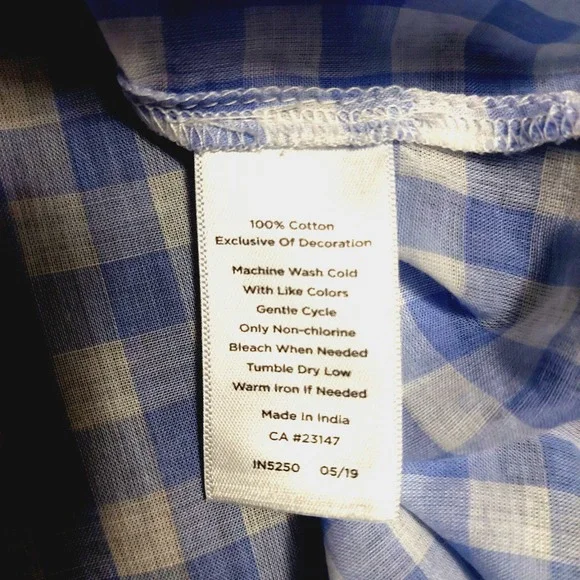 100% Cotton
Exclusive Of Decoration
Machine Wash Cold
With Like Colors
Gentle Cycle
Only Non-chlorine
Bleach When Needed
Tumble Dry Low
Warm Iron If Needed
Made in India
CA #23147
IN5250 05/19